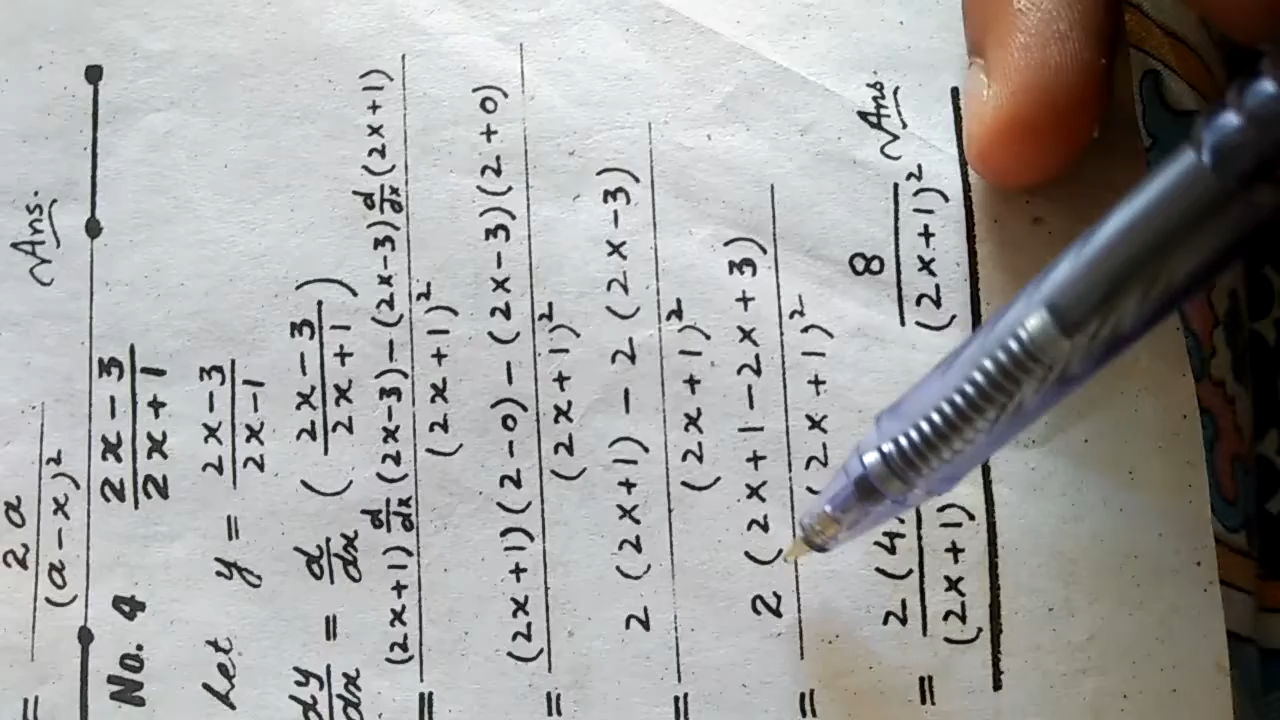 = 2a / (a-x)² Ans.
No. 4 2x-3 / 2x+1
Let y = 2x-3 / 2x-1
dy/dx = d/dx (2x-3 / 2x+1)
= (2x+1) d/dx (2x-3) - (2x-3) d/dx (2x+1) / (2x+1)²
= (2x+1)(2-0) - (2x-3)(2+0) / (2x+1)²
= 2(2x+1) - 2(2x-3) / (2x+1)²
= 2(2x+1-2x+3) / (2x+1)²
= 2(4) / (2x+1) 8 / (2x+1)² Ans.